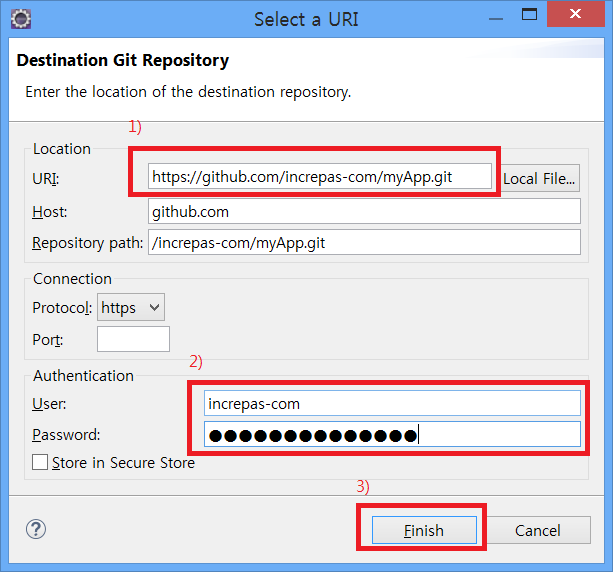 Select a URI
Destination Git Repository
Enter the location of the destination repository.
1)
Location
URI: https://github.com/increpas-com/myApp.git Local File...
Host: github.com
Repository path: /increpas-com/myApp.git
Connection
Protocol: https
Port:
2)
Authentication
User: increpas-com
Password: ●●●●●●●●●●●●●●
Store in Secure Store
3)
? Finish Cancel